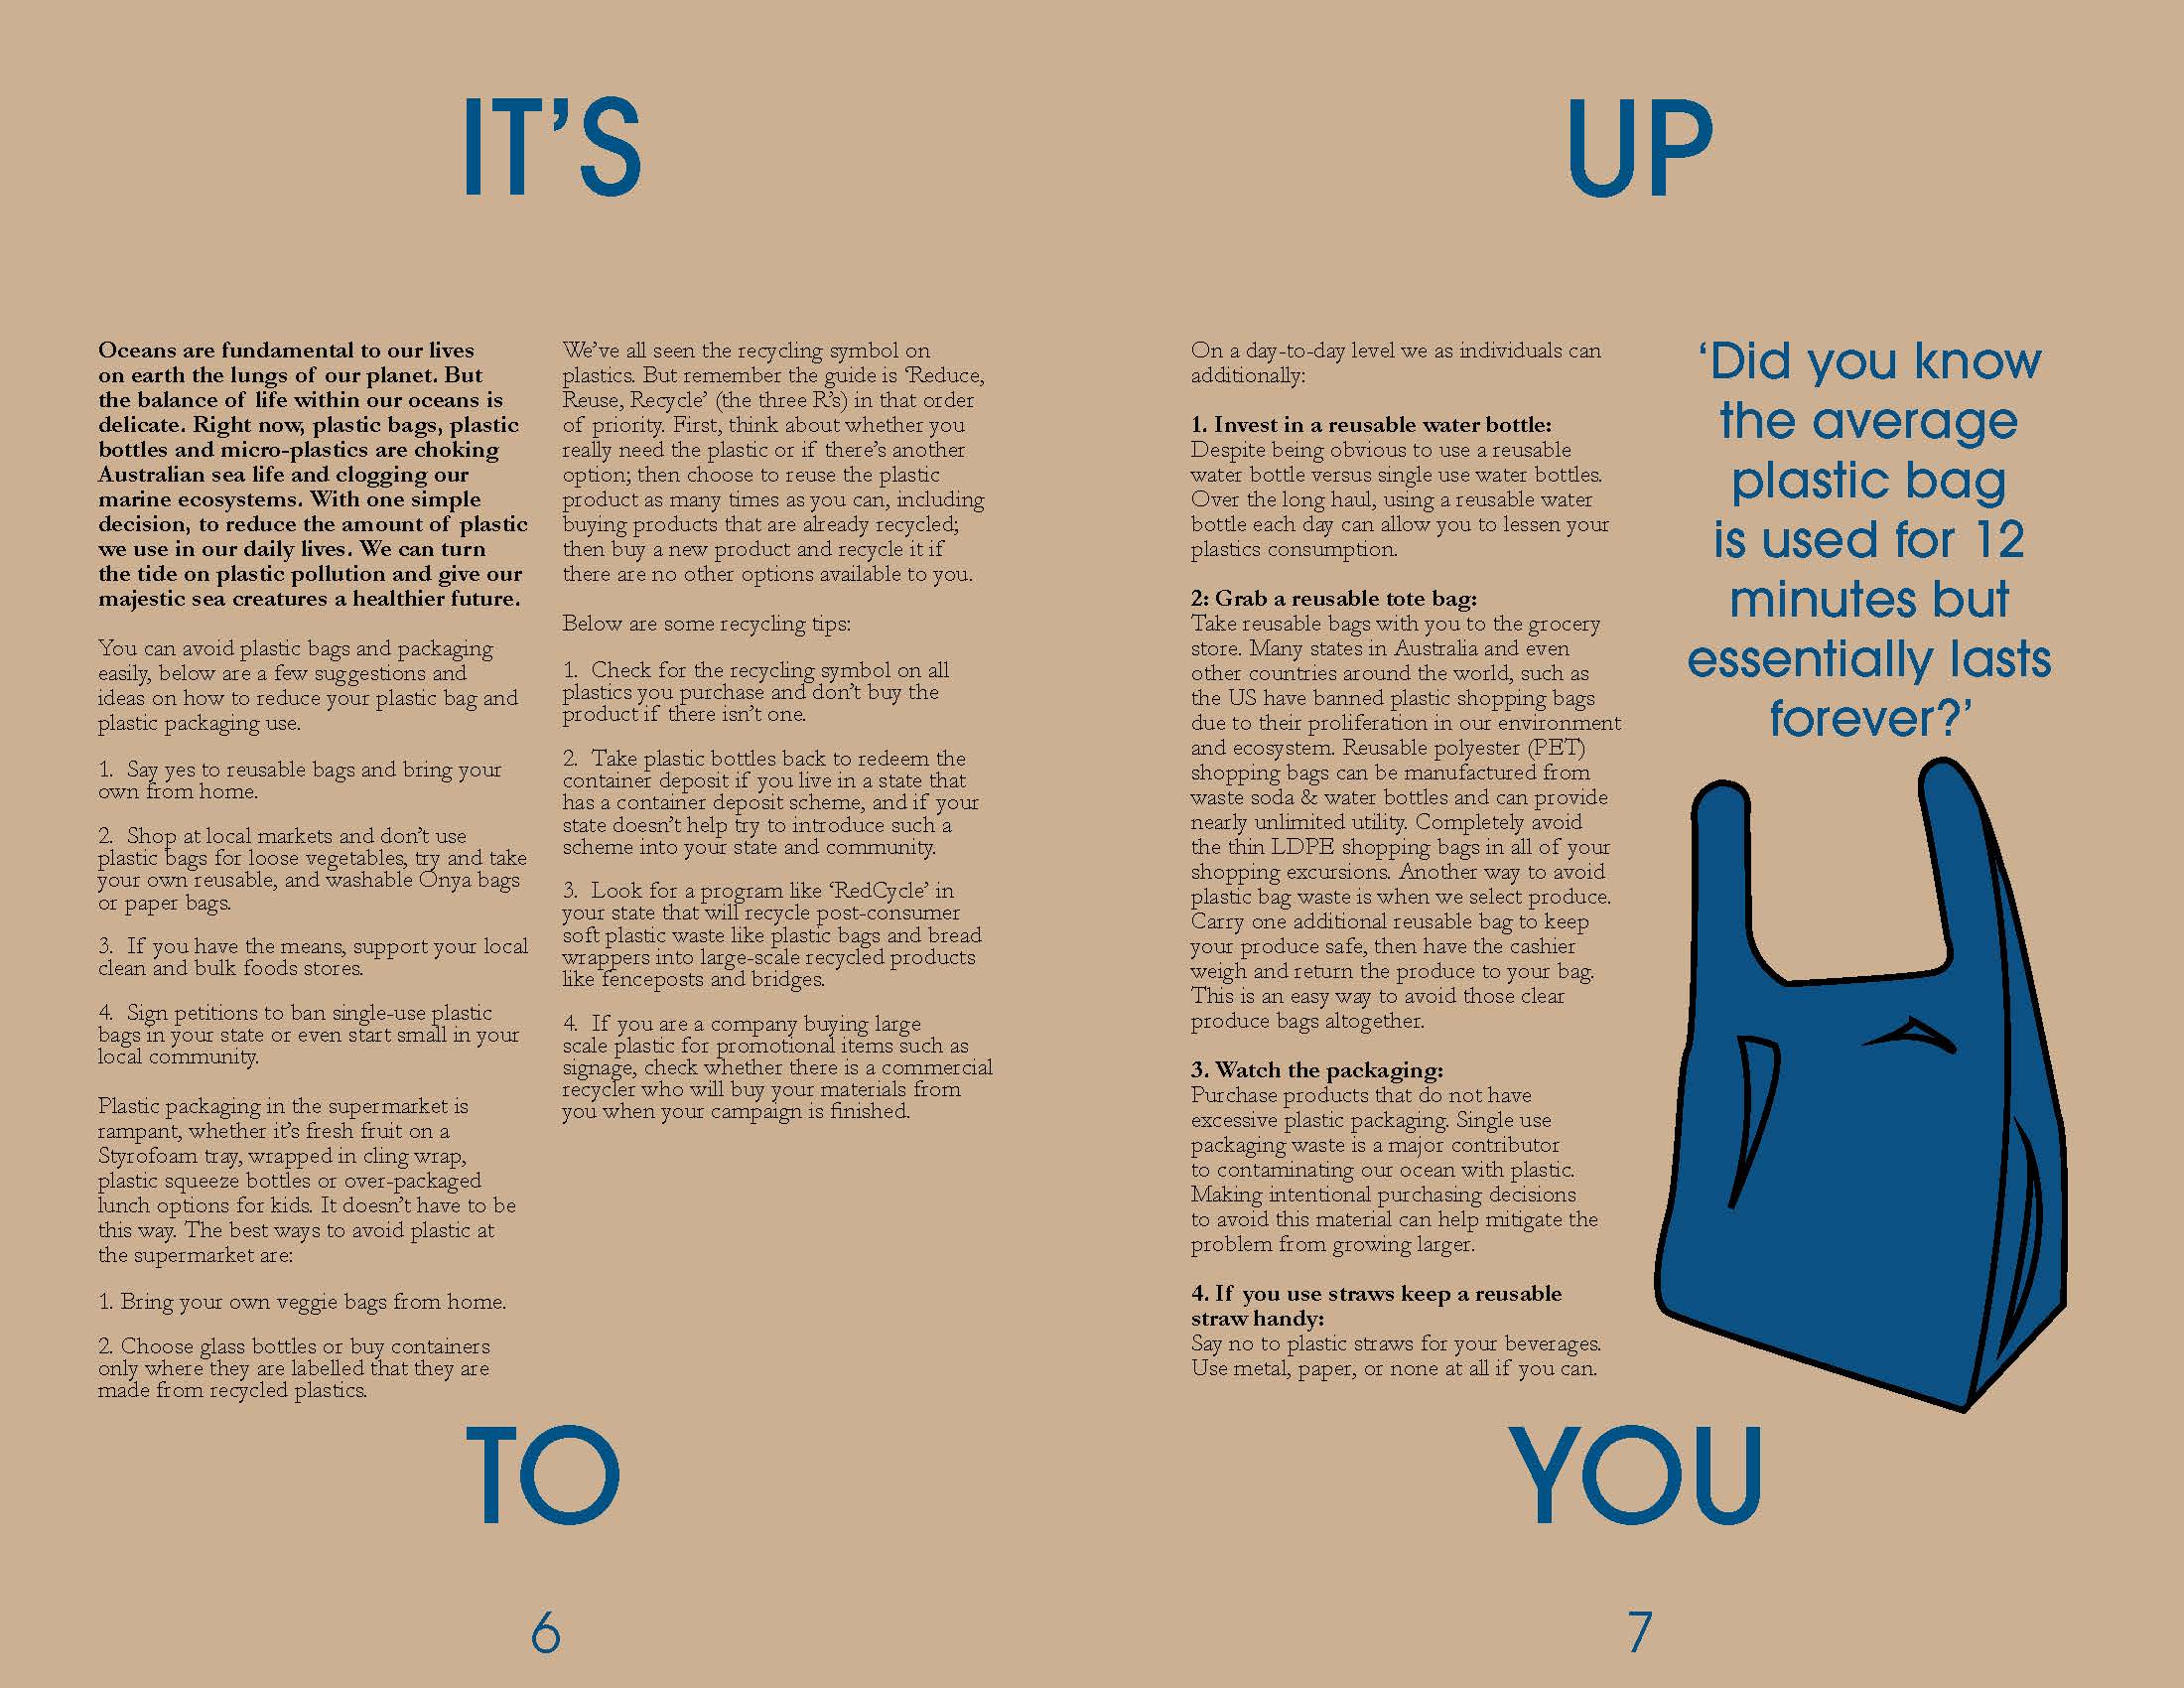 IT’S
UP
Oceans are fundamental to our lives
on earth the lungs of our planet. But
the balance of life within our oceans is
delicate. Right now, plastic bags, plastic
bottles and micro-plastics are choking
Australian sea life and clogging our
marine ecosystems. With one simple
decision, to reduce the amount of plastic
we use in our daily lives. We can turn
the tide on plastic pollution and give our
majestic sea creatures a healthier future.
You can avoid plastic bags and packaging
easily, below are a few suggestions and
ideas on how to reduce your plastic bag and
plastic packaging use.
1. Say yes to reusable bags and bring your
own from home.
2. Shop at local markets and don’t use
plastic bags for loose vegetables, try and take
your own reusable, and washable Onya bags
or paper bags.
3. If you have the means, support your local
clean and bulk foods stores.
4. Sign petitions to ban single-use plastic
bags in your state or even start small in your
local community.
Plastic packaging in the supermarket is
rampant, whether it’s fresh fruit on a
Styrofoam tray, wrapped in cling wrap,
plastic squeeze bottles or over-packaged
lunch options for kids. It doesn’t have to be
this way. The best ways to avoid plastic at
the supermarket are:
1. Bring your own veggie bags from home.
2. Choose glass bottles or buy containers
only where they are labelled that they are
made from recycled plastics.
We’ve all seen the recycling symbol on
plastics. But remember the guide is ‘Reduce,
Reuse, Recycle’ (the three R’s) in that order
of priority. First, think about whether you
really need the plastic or if there’s another
option; then choose to reuse the plastic
product as many times as you can, including
buying products that are already recycled;
then buy a new product and recycle it if
there are no other options available to you.
Below are some recycling tips:
1. Check for the recycling symbol on all
plastics you purchase and don’t buy the
product if there isn’t one.
2. Take plastic bottles back to redeem the
container deposit if you live in a state that
has a container deposit scheme, and if your
state doesn’t help try to introduce such a
scheme into your state and community.
3. Look for a program like ‘RedCycle’ in
your state that will recycle post-consumer
soft plastic waste like plastic bags and bread
wrappers into large-scale recycled products
like fenceposts and bridges.
4. If you are a company buying large
scale plastic for promotional items such as
signage, check whether there is a commercial
recycler who will buy your materials from
you when your campaign is finished.
On a day-to-day level we as individuals can
additionally:
1. Invest in a reusable water bottle:
Despite being obvious to use a reusable
water bottle versus single use water bottles.
Over the long haul, using a reusable water
bottle each day can allow you to lessen your
plastics consumption.
2: Grab a reusable tote bag:
Take reusable bags with you to the grocery
store. Many states in Australia and even
other countries around the world, such as
the US have banned plastic shopping bags
due to their proliferation in our environment
and ecosystem. Reusable polyester (PET)
shopping bags can be manufactured from
waste soda & water bottles and can provide
nearly unlimited utility. Completely avoid
the thin LDPE shopping bags in all of your
shopping excursions. Another way to avoid
plastic bag waste is when we select produce.
Carry one additional reusable bag to keep
your produce safe, then have the cashier
weigh and return the produce to your bag.
This is an easy way to avoid those clear
produce bags altogether.
3. Watch the packaging:
Purchase products that do not have
excessive plastic packaging. Single use
packaging waste is a major contributor
to contaminating our ocean with plastic.
Making intentional purchasing decisions
to avoid this material can help mitigate the
problem from growing larger.
4. If you use straws keep a reusable
straw handy:
Say no to plastic straws for your beverages.
Use metal, paper, or none at all if you can.
‘Did you know
the average
plastic bag
is used for 12
minutes but
essentially lasts
forever?’
TO
YOU
6
7